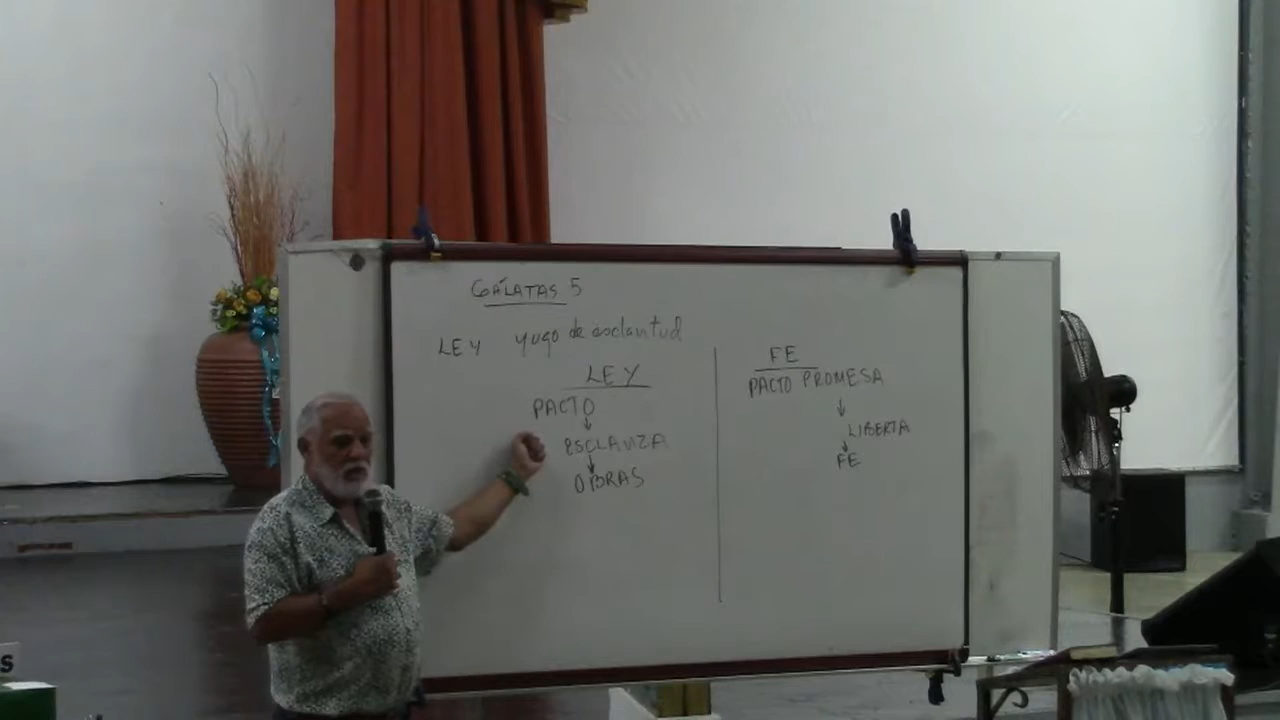 GÁLATAS 5
LEY yugo de esclavitud
LEY
PACTO
↓
ESCLAVIZA
↓
OBRAS
FE
PACTO PROMESA
↓
LIBERTA
↓
FE
S